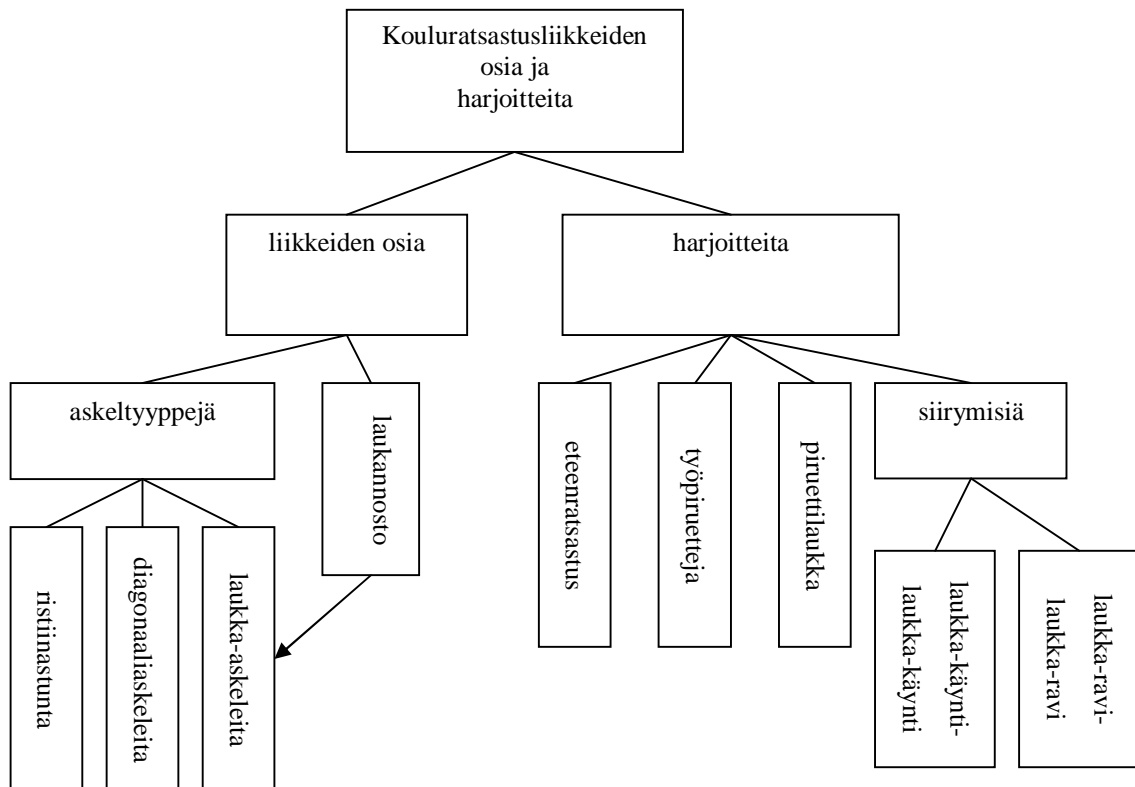 Kouluratsastusliikkeiden
osia ja
harjoitteita
liikkeiden osia
harjoitteita
askeltyyppejä
laukannosto
eteenratsastus
työpiruetteja
piruettilaukka
siirymisiä
ristiinastunta
diagonaaliaskeleita
laukka-askeleita
laukka-käynti-
laukka-käynti
laukka-ravi-
laukka-ravi